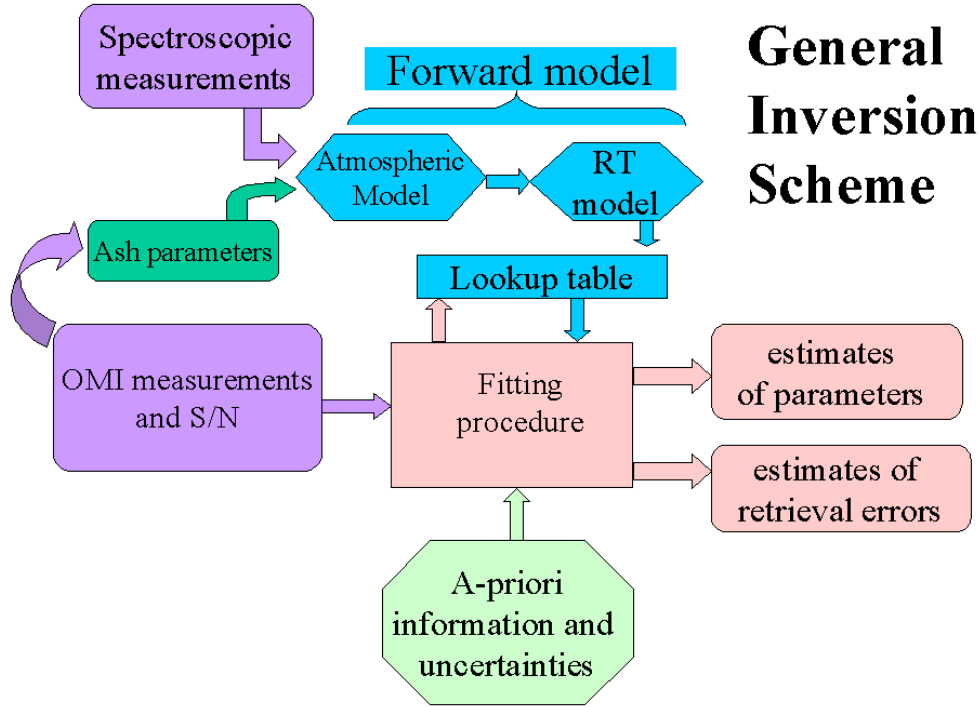 Spectroscopic
measurements
Forward model
General
Inversion
Scheme
Atmospheric
Model
RT
model
Ash parameters
Lookup table
OMI measurements
and S/N
Fitting
procedure
estimates
of parameters
estimates of
retrieval errors
A-priori
information and
uncertainties